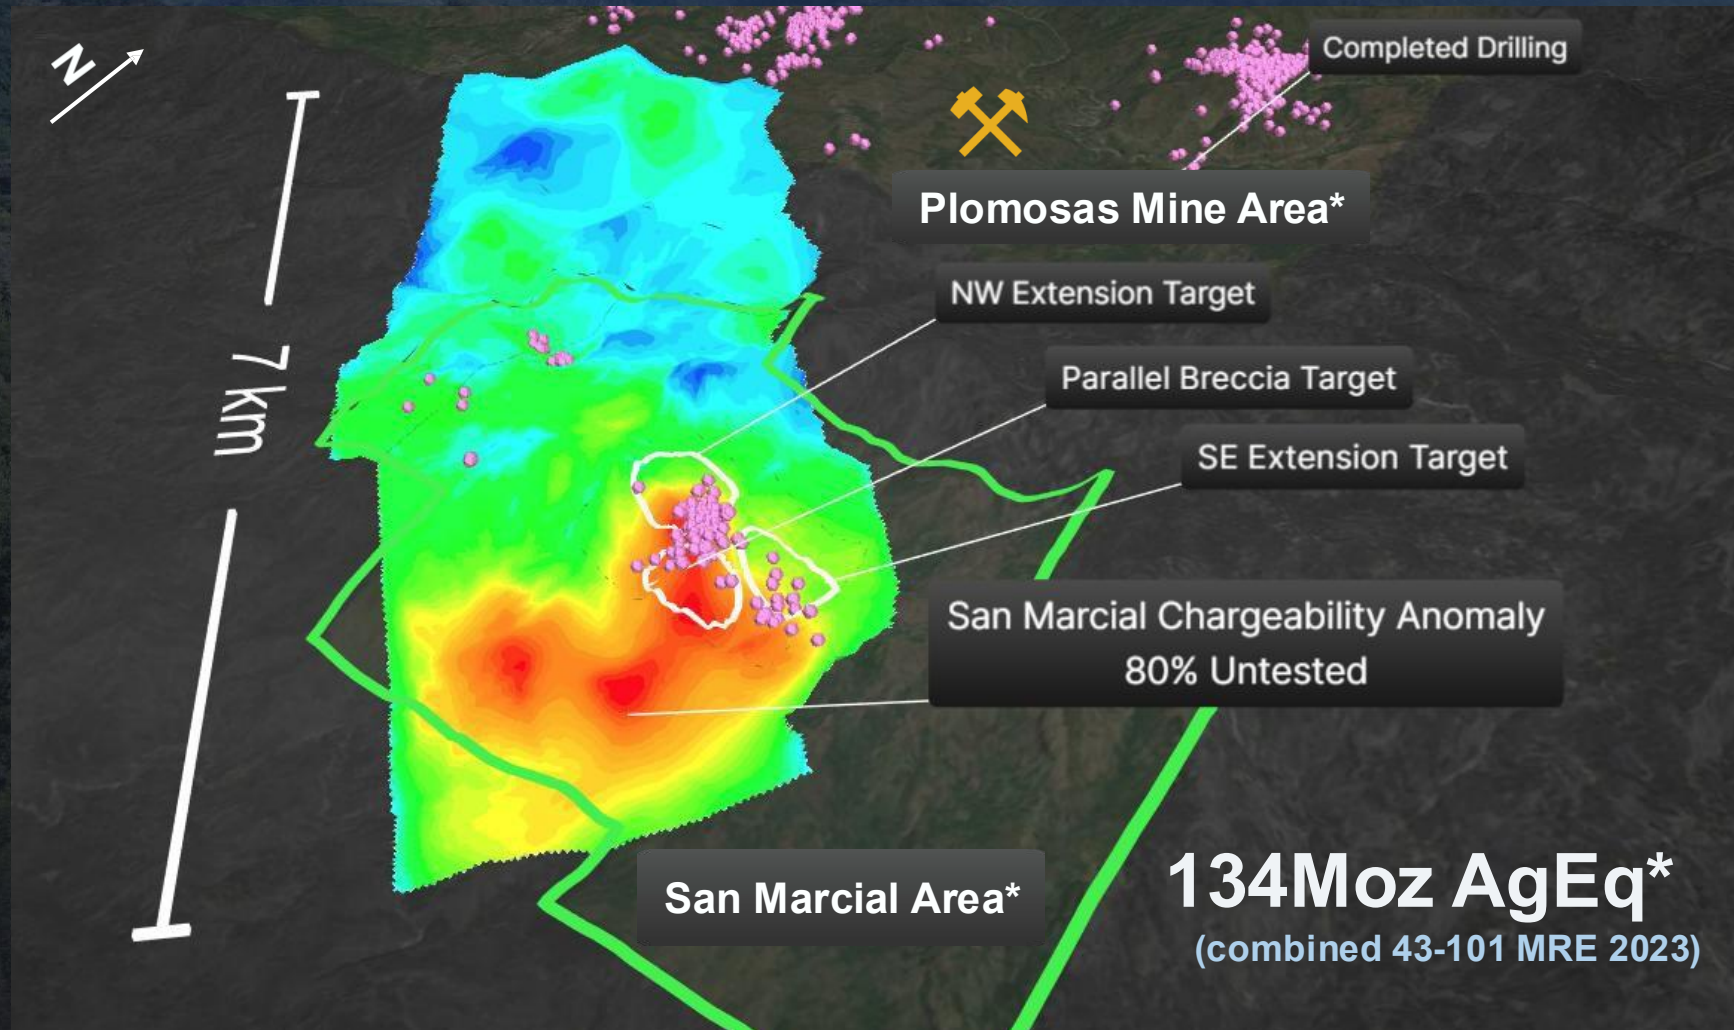 N
Completed Drilling
Plomosas Mine Area*
NW Extension Target
7 km
Parallel Breccia Target
SE Extension Target
San Marcial Chargeability Anomaly
80% Untested
San Marcial Area*
134Moz AgEq*
(combined 43-101 MRE 2023)